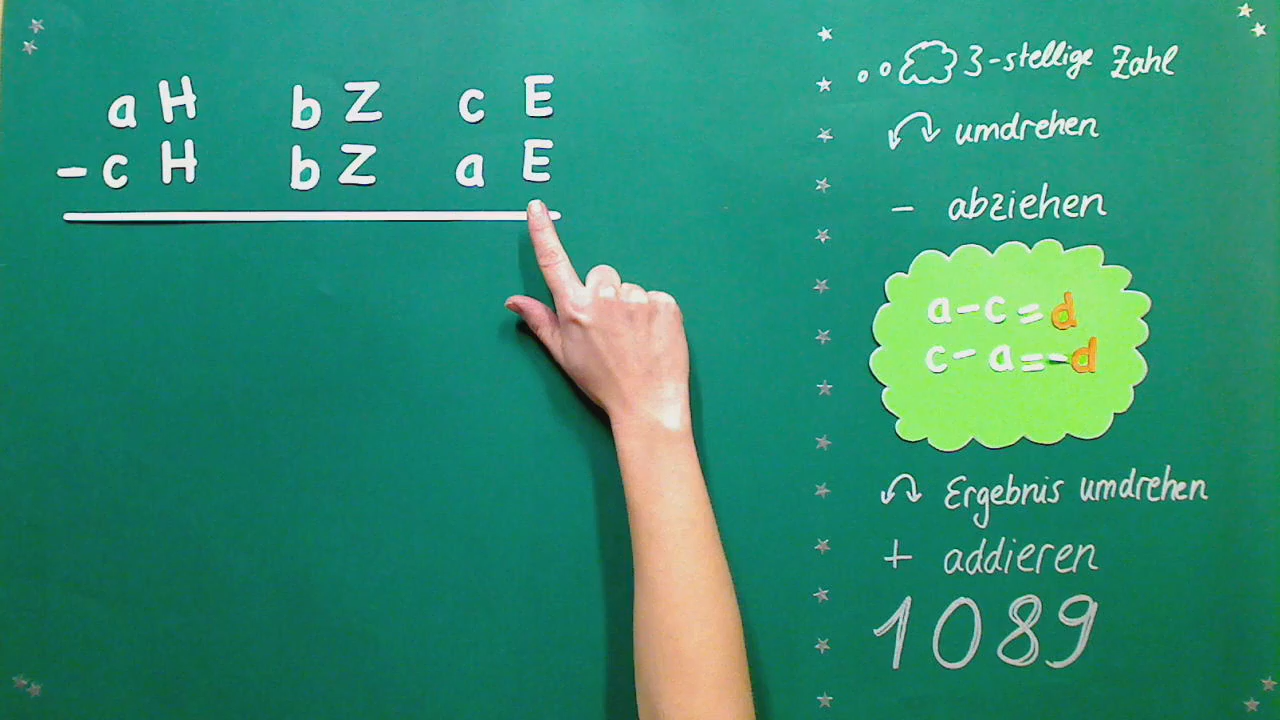 a H b Z c E
- c H b Z a E
3-stellige Zahl
umdrehen
- abziehen
a - c = d
c - a = -d
Ergebnis umdrehen
+ addieren
1089